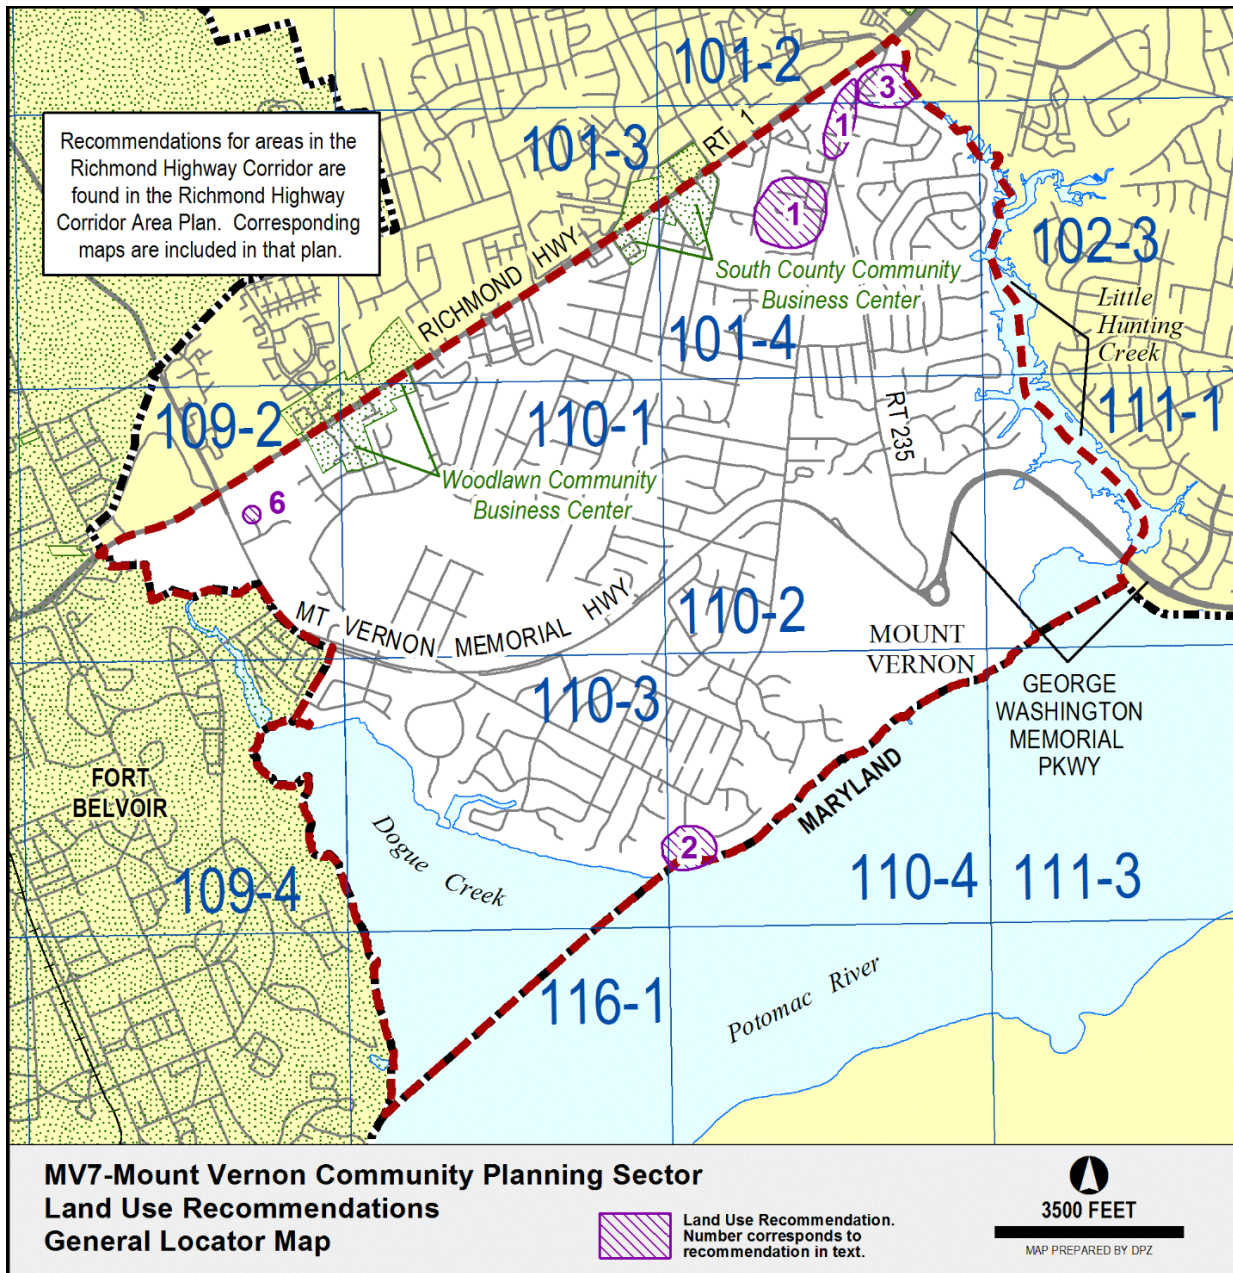 101-2
3
Recommendations for areas in the
Richmond Highway Corridor are
found in the Richmond Highway
Corridor Area Plan. Corresponding
maps are included in that plan.
101-3
RT 1
1
1
102-3
South County Community
Business Center
RICHMOND HWY
Little
Hunting
Creek
101-4
109-2
110-1
RT 235
111-1
Woodlawn Community
Business Center
6
MT VERNON MEMORIAL HWY
110-2
MOUNT
VERNON
110-3
GEORGE
WASHINGTON
MEMORIAL
PKWY
FORT
BELVOIR
MARYLAND
Dogue Creek
2
109-4
110-4
111-3
116-1
Potomac River
MV7-Mount Vernon Community Planning Sector
Land Use Recommendations
General Locator Map
Land Use Recommendation.
Number corresponds to
recommendation in text.
3500 FEET
MAP PREPARED BY DPZ